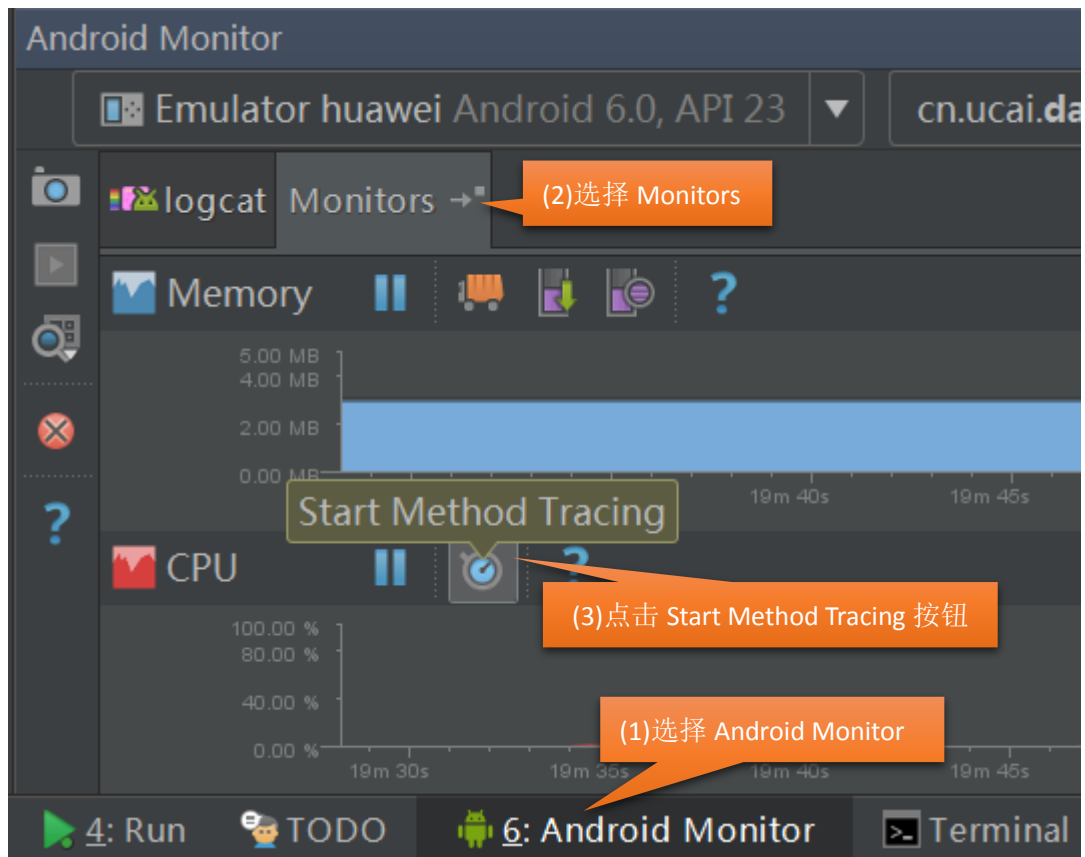 Android Monitor
Emulator huawei Android 6.0, API 23
cn.ucai.da
logcat
Monitors
(2)选择 Monitors
Memory
?
5.00 MB
4.00 MB
2.00 MB
0.00 MB
19m 40s
19m 45s
?
Start Method Tracing
CPU
?
(3)点击 Start Method Tracing 按钮
100.00 %
80.00 %
40.00 %
0.00 %
(1)选择 Android Monitor
19m 30s
19m 35s
19m 40s
19m 45s
4: Run
TODO
6: Android Monitor
Terminal